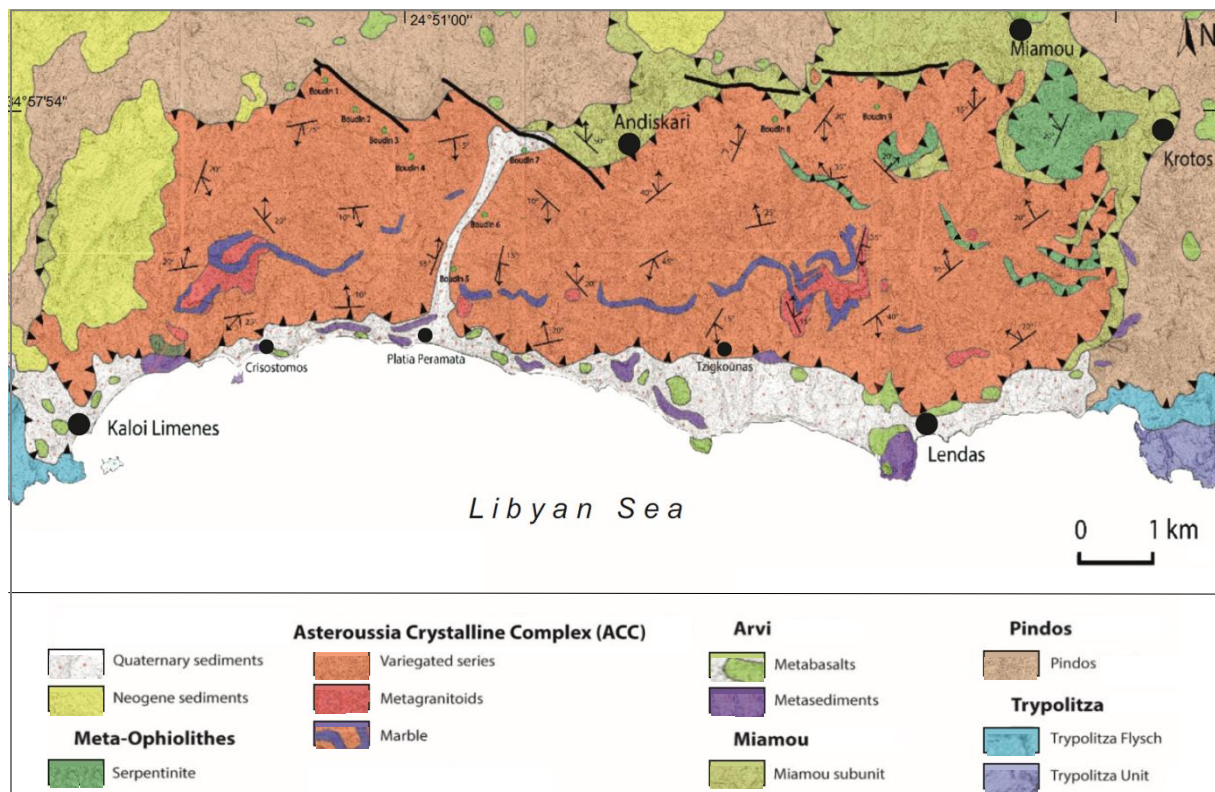 24°51'00''
N
Miamou
34°57'54''
Boudin 1
Boudin 2
Boudin 3
Boudin 4
Boudin 7
Boudin 8
Boudin 9
Andiskari
Krotos
Boudin 6
Boudin 5
Crisostomos
Platia Peramata
Tzigkoúnas
Kaloi Limenes
Lendas
Libyan Sea
0 1 km
Quaternary sediments
Neogene sediments
Meta-Ophiolithes
Serpentinite
Asteroussia Crystalline Complex (ACC)
Variegated series
Metagranitoids
Marble
Arvi
Metabasalts
Metasediments
Miamou
Miamou subunit
Pindos
Pindos
Trypolitza
Trypolitza Flysch
Trypolitza Unit